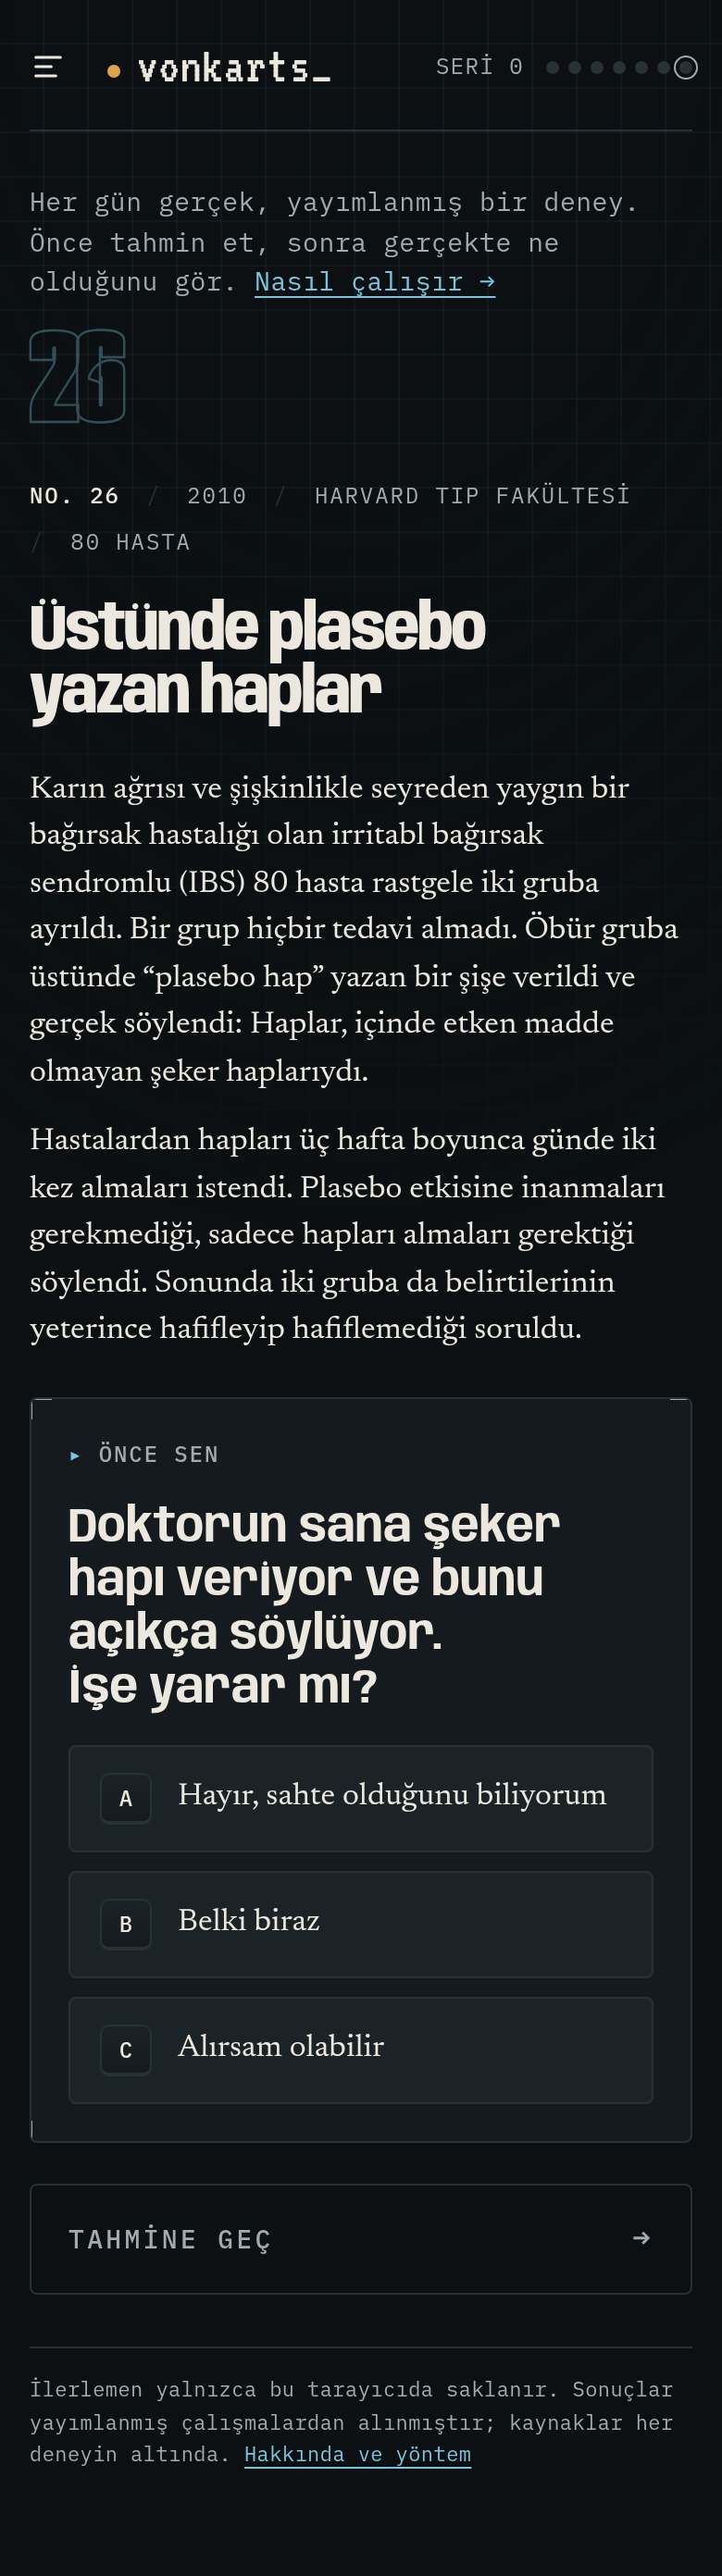 vonkarts_
SERİ 0
Her gün gerçek, yayımlanmış bir deney.
Önce tahmin et, sonra gerçekte ne
olduğunu gör. Nasıl çalışır →
26
NO. 26 / 2010 / HARVARD TIP FAKÜLTESİ
/ 80 HASTA
Üstünde plasebo
yazan haplar
Karın ağrısı ve şişkinlikle seyreden yaygın bir
bağırsak hastalığı olan irritabl bağırsak
sendromlu (IBS) 80 hasta rastgele iki gruba
ayrıldı. Bir grup hiçbir tedavi almadı. Öbür gruba
üstünde “plasebo hap” yazan bir şişe verildi ve
gerçek söylendi: Haplar, içinde etken madde
olmayan şeker haplarıydı.
Hastalardan hapları üç hafta boyunca günde iki
kez almaları istendi. Plasebo etkisine inanmaları
gerekmediği, sadece hapları almaları gerektiği
söylendi. Sonunda iki gruba da belirtilerinin
yeterince hafifleyip hafiflemediği soruldu.
▸ ÖNCE SEN
Doktorun sana şeker
hapı veriyor ve bunu
açıkça söylüyor.
İşe yarar mı?
A Hayır, sahte olduğunu biliyorum
B Belki biraz
C Alırsam olabilir
TAHMİNE GEÇ →
İlerlemen yalnızca bu tarayıcıda saklanır. Sonuçlar
yayımlanmış çalışmalardan alınmıştır; kaynaklar her
deneyin altında. Hakkında ve yöntem